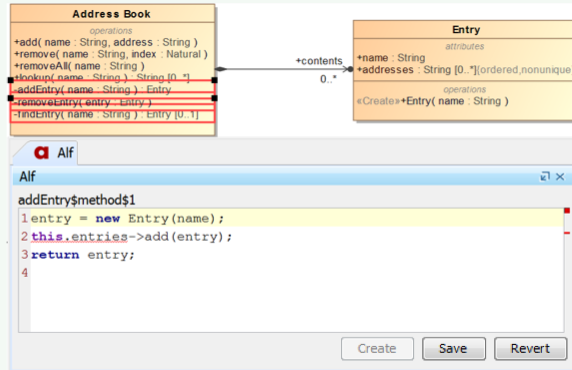 Address Book
operations
+add( name : String, address : String )
+remove( name : String, index : Natural )
+removeAll( name : String )
+lookup( name : String ) : String [0..*]
-addEntry( name : String ) : Entry
-removeEntry( entry : Entry )
-findEntry( name : String ) : Entry [0..1]
+contents
0..*
Entry
attributes
+name : String
+addresses : String [0..*]{ordered,nonunique
operations
«Create»+Entry( name : String )
a Alf
Alf
addEntry$method$1
1 entry = new Entry(name);
2 this.entries->add(entry);
3 return entry;
4
Create Save Revert